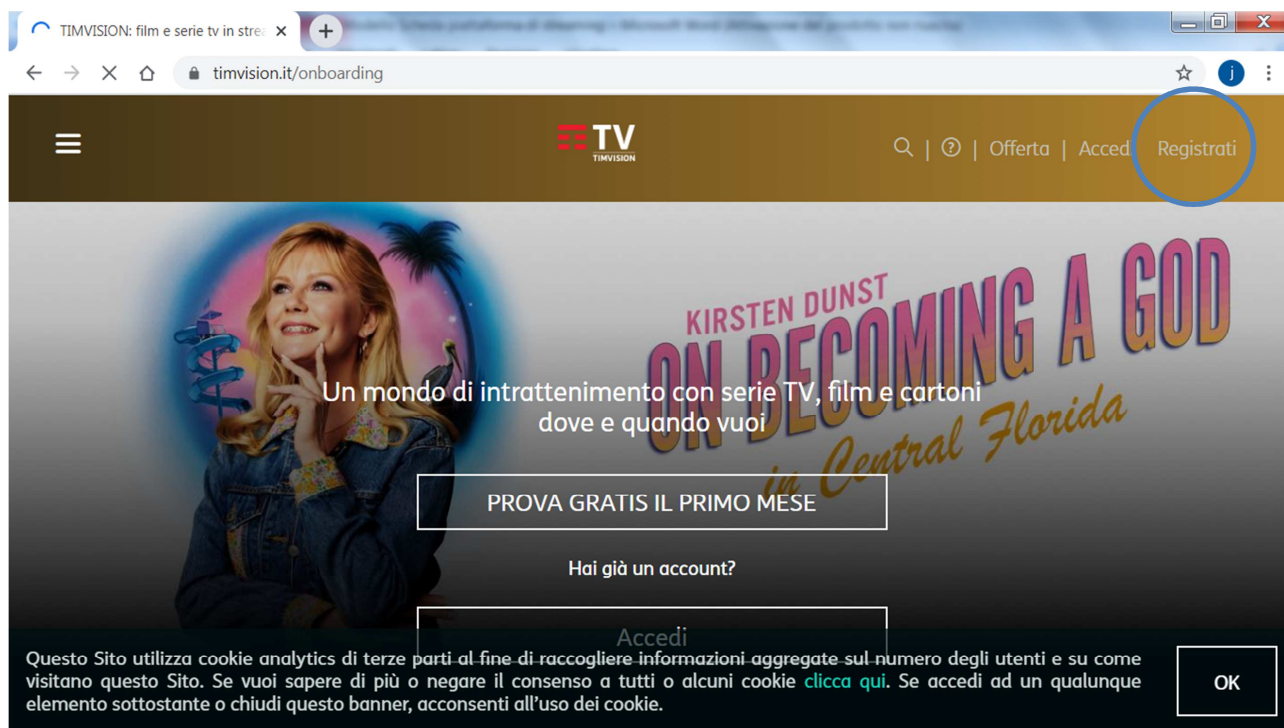 TIMVISION: film e serie tv in strea
timvision.it/onboarding
j
TV
TIMVISION
| | Offerta | Accedi Registrati
KIRSTEN DUNST
ON BECOMING A GOD
in Central Florida
Un mondo di intrattenimento con serie TV, film e cartoni
dove e quando vuoi
PROVA GRATIS IL PRIMO MESE
Hai già un account?
Accedi
Questo Sito utilizza cookie analytics di terze parti al fine di raccogliere informazioni aggregate sul numero degli utenti e su come
visitano questo Sito. Se vuoi sapere di più o negare il consenso a tutti o alcuni cookie clicca qui. Se accedi ad un qualunque
elemento sottostante o chiudi questo banner, acconsenti all'uso dei cookie.
OK